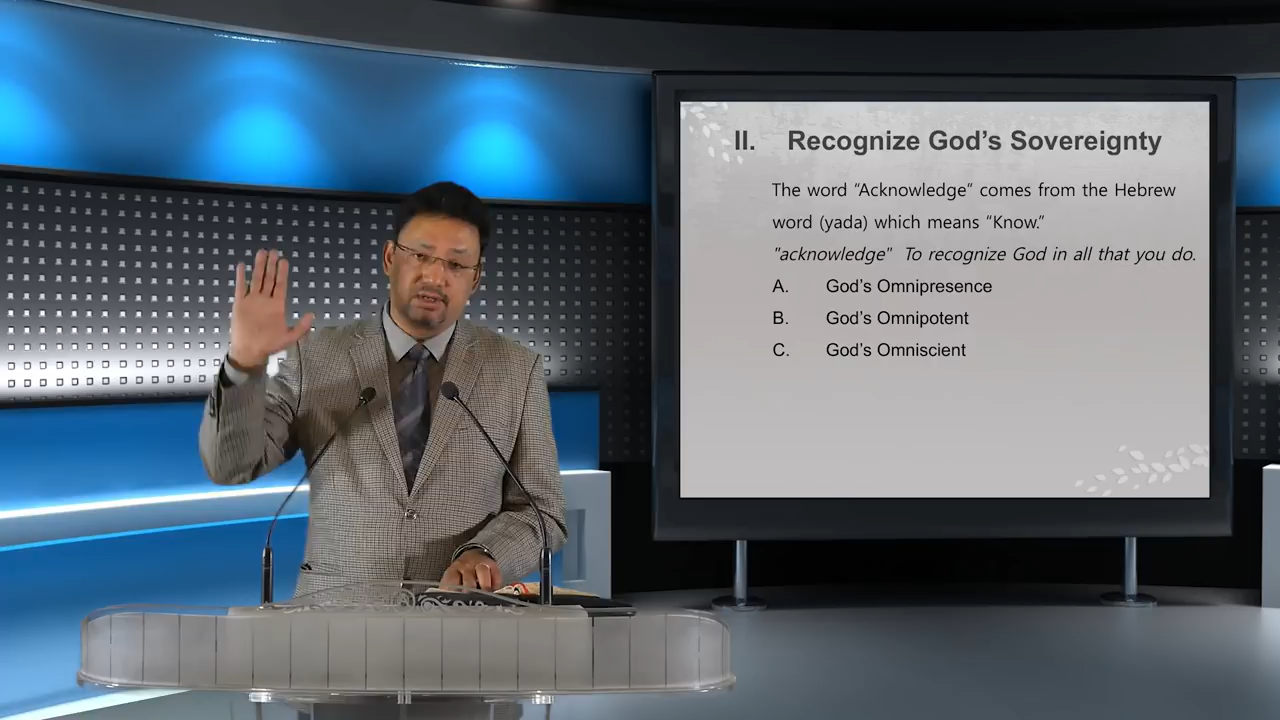 II. Recognize God’s Sovereignty
The word “Acknowledge” comes from the Hebrew
word (yada) which means “Know.”
"acknowledge" To recognize God in all that you do.
A. God’s Omnipresence
B. God’s Omnipotent
C. God’s Omniscient